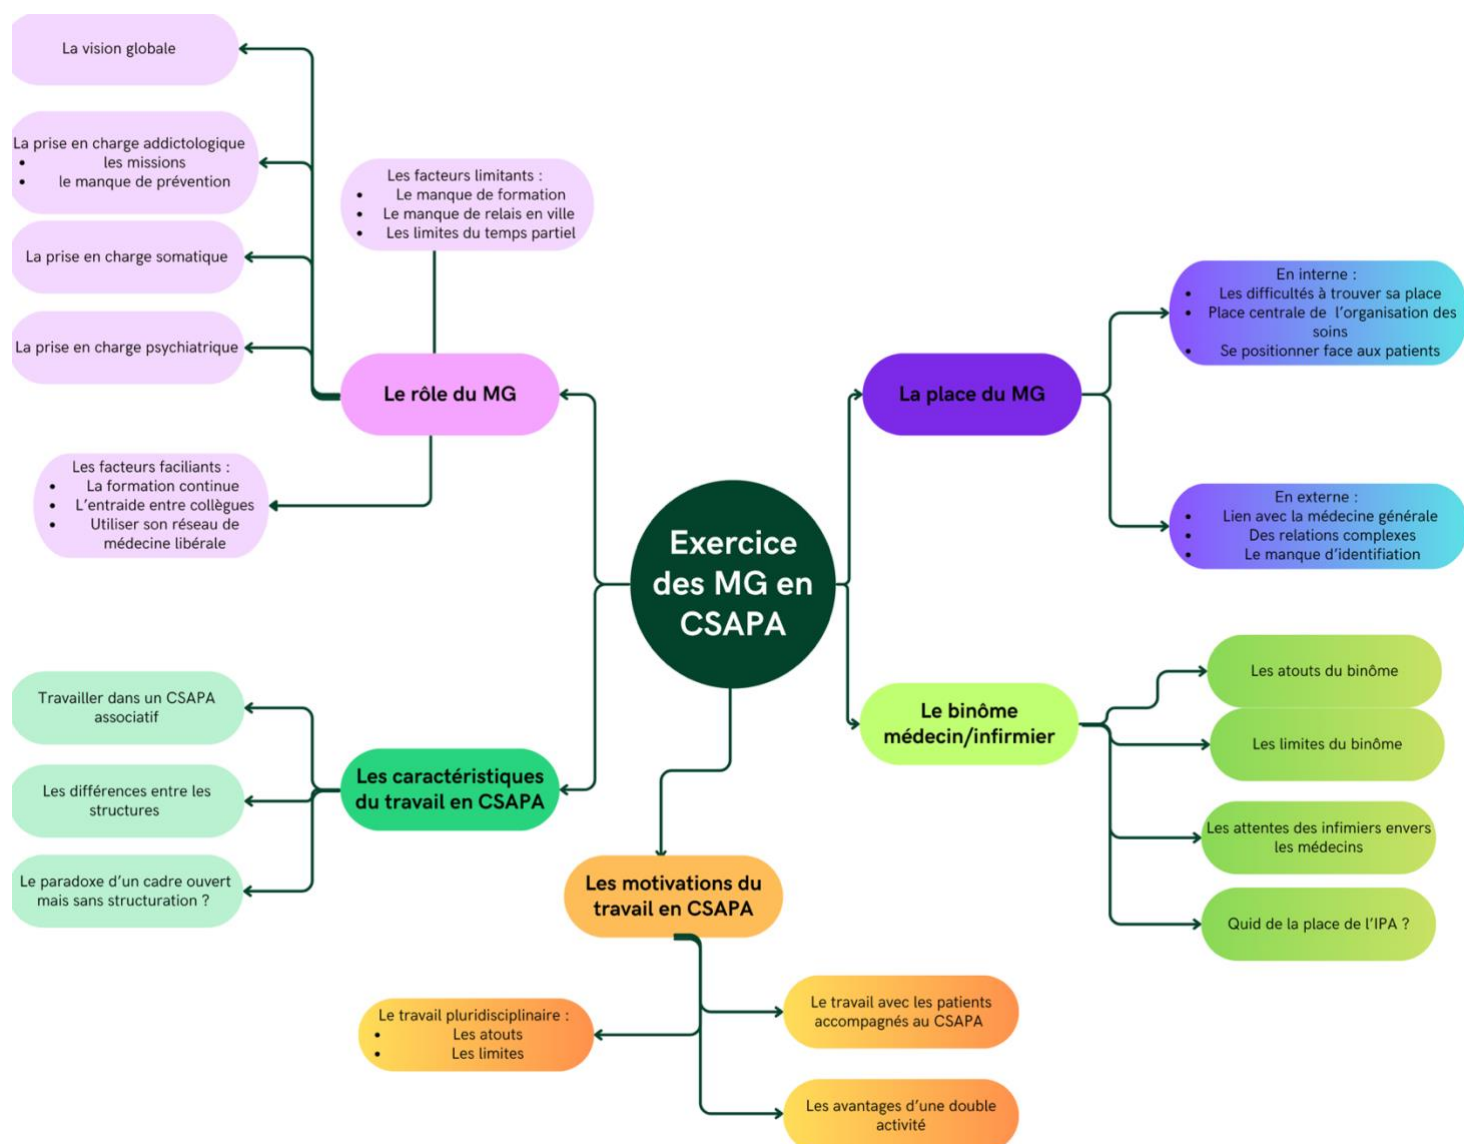 La vision globale
La prise en charge addictologique
• les missions
• le manque de prévention
La prise en charge somatique
La prise en charge psychiatrique
Les facteurs limitants :
• Le manque de formation
• Le manque de relais en ville
• Les limites du temps partiel
Le rôle du MG
Les facteurs faciliants :
• La formation continue
• L'entraide entre collègues
• Utiliser son réseau de
médecine libérale
La place du MG
En interne :
• Les difficultés à trouver sa place
• Place centrale de l'organisation des
soins
• Se positionner face aux patients
En externe :
• Lien avec la médecine générale
• Des relations complexes
• Le manque d'identifiation
Exercice
des MG en
CSAPA
Travailler dans un CSAPA
associatif
Les différences entre les
structures
Le paradoxe d'un cadre ouvert
mais sans structuration ?
Les caractéristiques
du travail en CSAPA
Le binôme
médecin/infirmier
Les atouts du binôme
Les limites du binôme
Les attentes des infimiers envers
les médecins
Quid de la place de l'IPA ?
Les motivations du
travail en CSAPA
Le travail pluridisciplinaire :
• Les atouts
• Les limites
Le travail avec les patients
accompagnés au CSAPA
Les avantages d'une double
activité